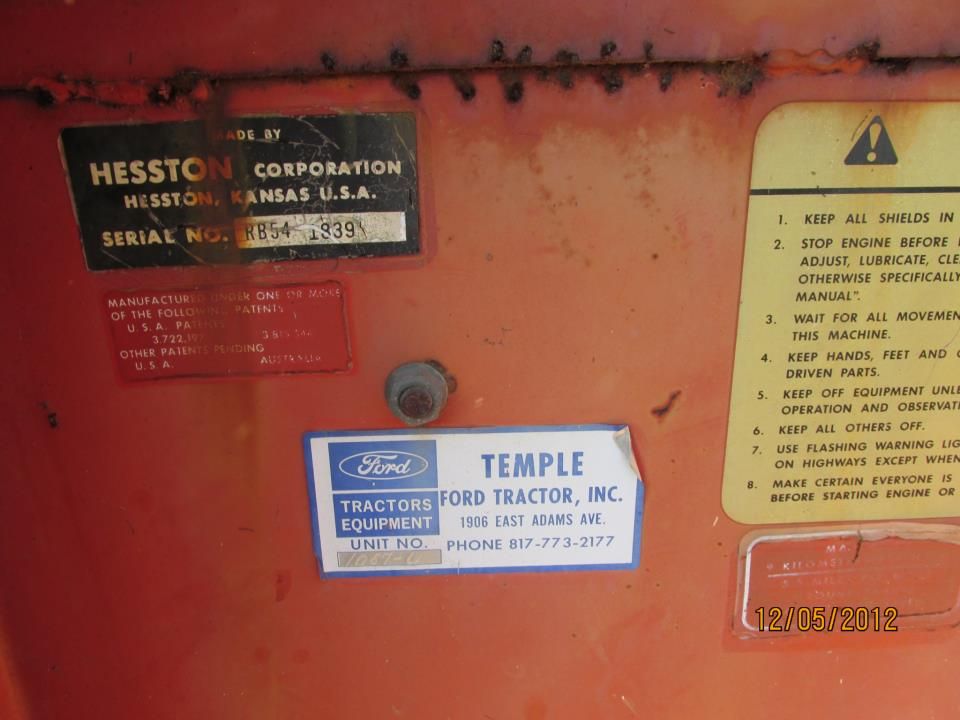 MADE BY
HESSTON CORPORATION
HESSTON, KANSAS U.S.A.
SERIAL NO. RB54
MANUFACTURED UNDER ONE OR MORE
OF THE FOLLOWING PATENTS
U.S.A. PATENTS
3.722,197
OTHER PATENTS PENDING
U.S.A. AUSTRALIA
Ford
TRACTORS
EQUIPMENT
UNIT NO.
TEMPLE
FORD TRACTOR, INC.
1906 EAST ADAMS AVE.
PHONE 817-773-2177
1. KEEP ALL SHIELDS IN
2. STOP ENGINE BEFORE
ADJUST, LUBRICATE, CLE
OTHERWISE SPECIFICALLY
MANUAL".
3. WAIT FOR ALL MOVEMEN
THIS MACHINE.
4. KEEP HANDS, FEET AND
DRIVEN PARTS.
5. KEEP OFF EQUIPMENT UNLE
OPERATION AND OBSERVATI
6. KEEP ALL OTHERS OFF.
7. USE FLASHING WARNING LIG
ON HIGHWAYS EXCEPT WHEN
8. MAKE CERTAIN EVERYONE IS
BEFORE STARTING ENGINE OR
12/05/2012